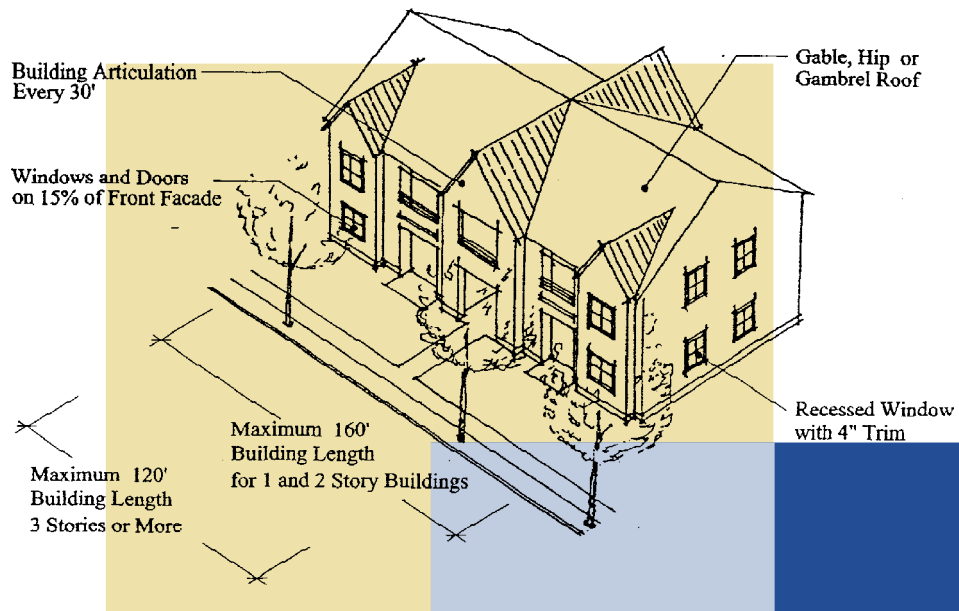 Building Articulation
Every 30'
Gable, Hip or
Gambrel Roof
Windows and Doors
on 15% of Front Facade
Recessed Window
with 4" Trim
Maximum 160'
Building Length
for 1 and 2 Story Buildings
Maximum 120'
Building Length
3 Stories or More